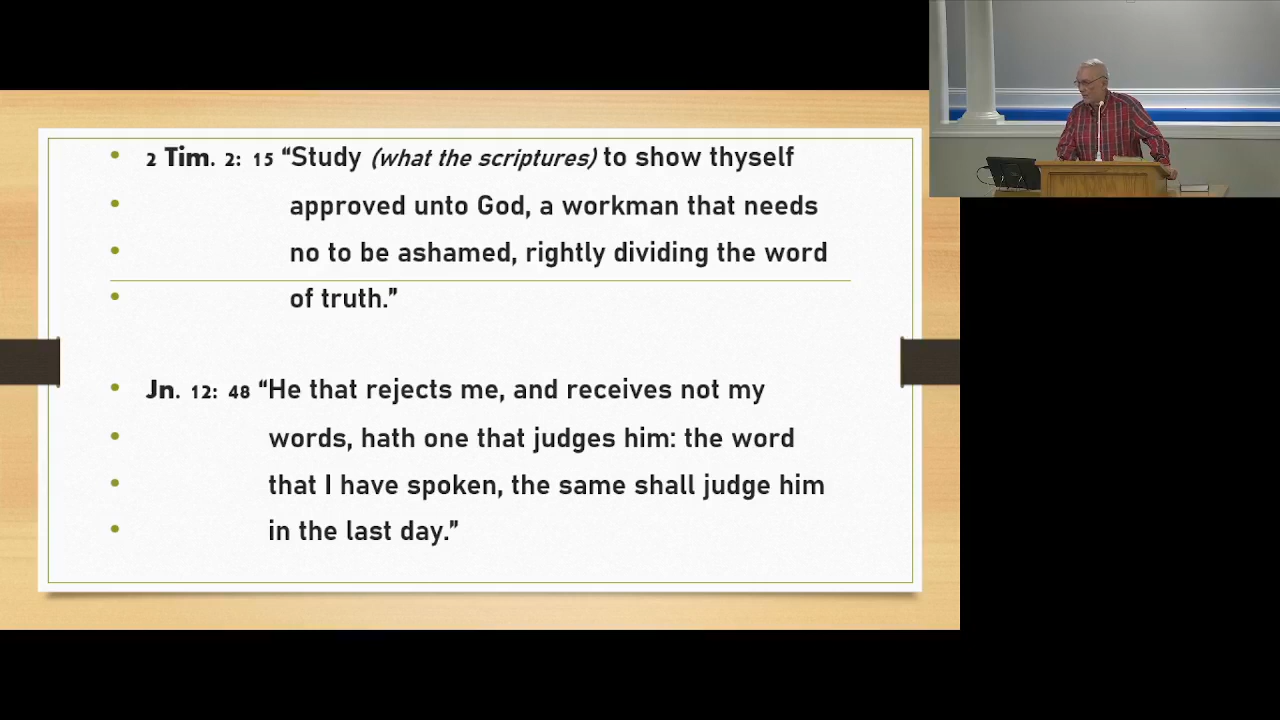 • 2 Tim. 2: 15 “Study (what the scriptures) to show thyself
• approved unto God, a workman that needs
• no to be ashamed, rightly dividing the word
• of truth.”
• Jn. 12: 48 “He that rejects me, and receives not my
• words, hath one that judges him: the word
• that I have spoken, the same shall judge him
• in the last day.”